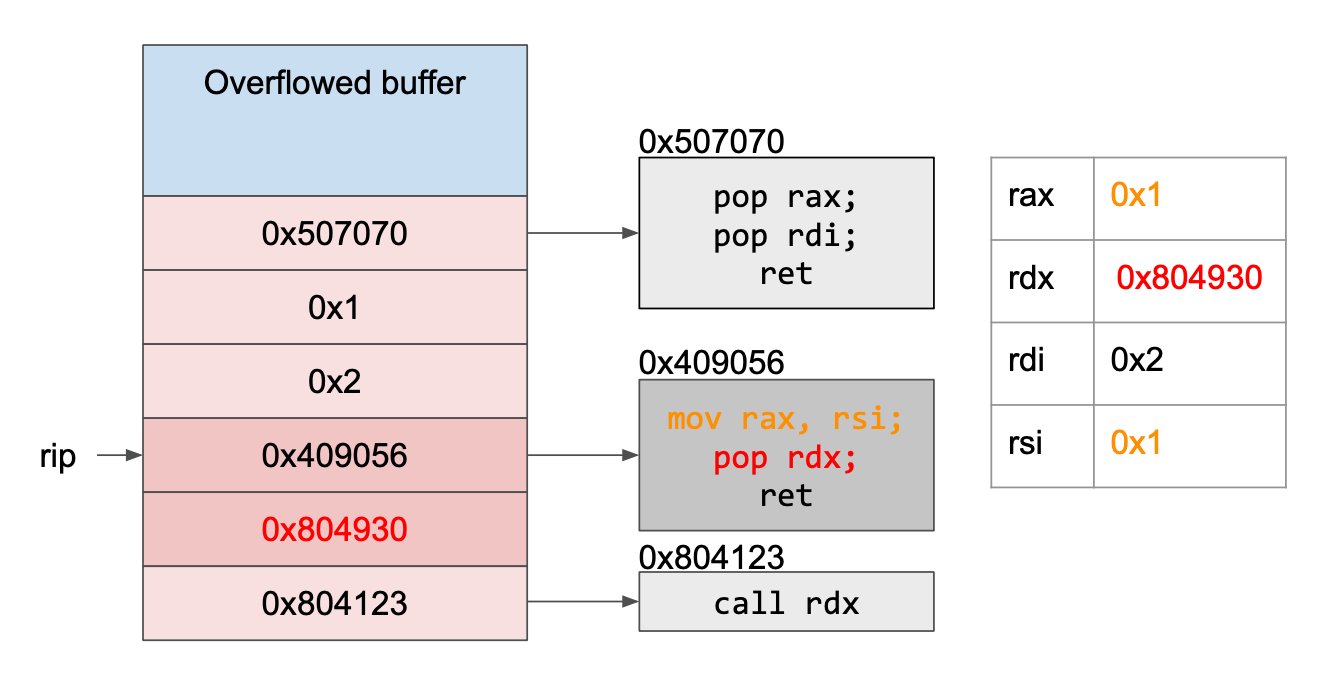 Overflowed buffer
0x507070
0x1
0x2
rip
0x409056
0x804930
0x804123
0x507070
pop rax;
pop rdi;
ret
0x409056
mov rax, rsi;
pop rdx;
ret
0x804123
call rdx
rax 0x1
rdx 0x804930
rdi 0x2
rsi 0x1